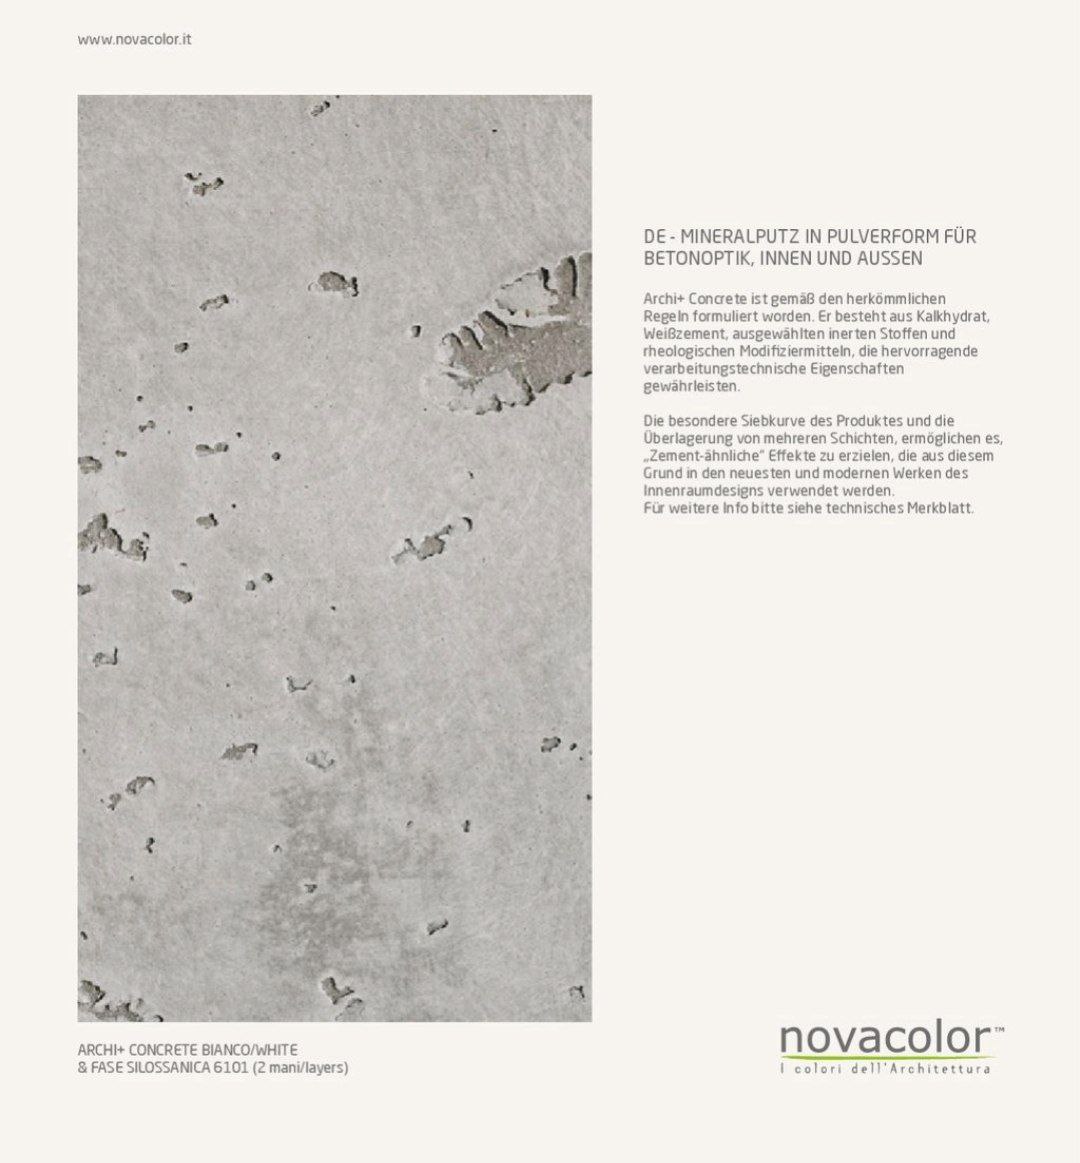 www.novacolor.it
DE - MINERALPUTZ IN PULVERFORM FÜR
BETONOPTIK, INNEN UND AUSSEN
Archi+ Concrete ist gemäß den herkömmlichen
Regeln formuliert worden. Er besteht aus Kalkhydrat,
Weißzement, ausgewählten inerten Stoffen und
rheologischen Modifiziermitteln, die hervorragende
verarbeitungstechnische Eigenschaften
gewährleisten.
Die besondere Siebkurve des Produktes und die
Überlagerung von mehreren Schichten, ermöglichen es,
„Zement-ähnliche“ Effekte zu erzielen, die aus diesem
Grund in den neuesten und modernen Werken des
Innenraumdesigns verwendet werden.
Für weitere Info bitte siehe technisches Merkblatt.
ARCHI+ CONCRETE BIANCO/WHITE
& FASE SILOSSANICA 6101 (2 mani/layers)
novacolor™
I colori dell'Architettura